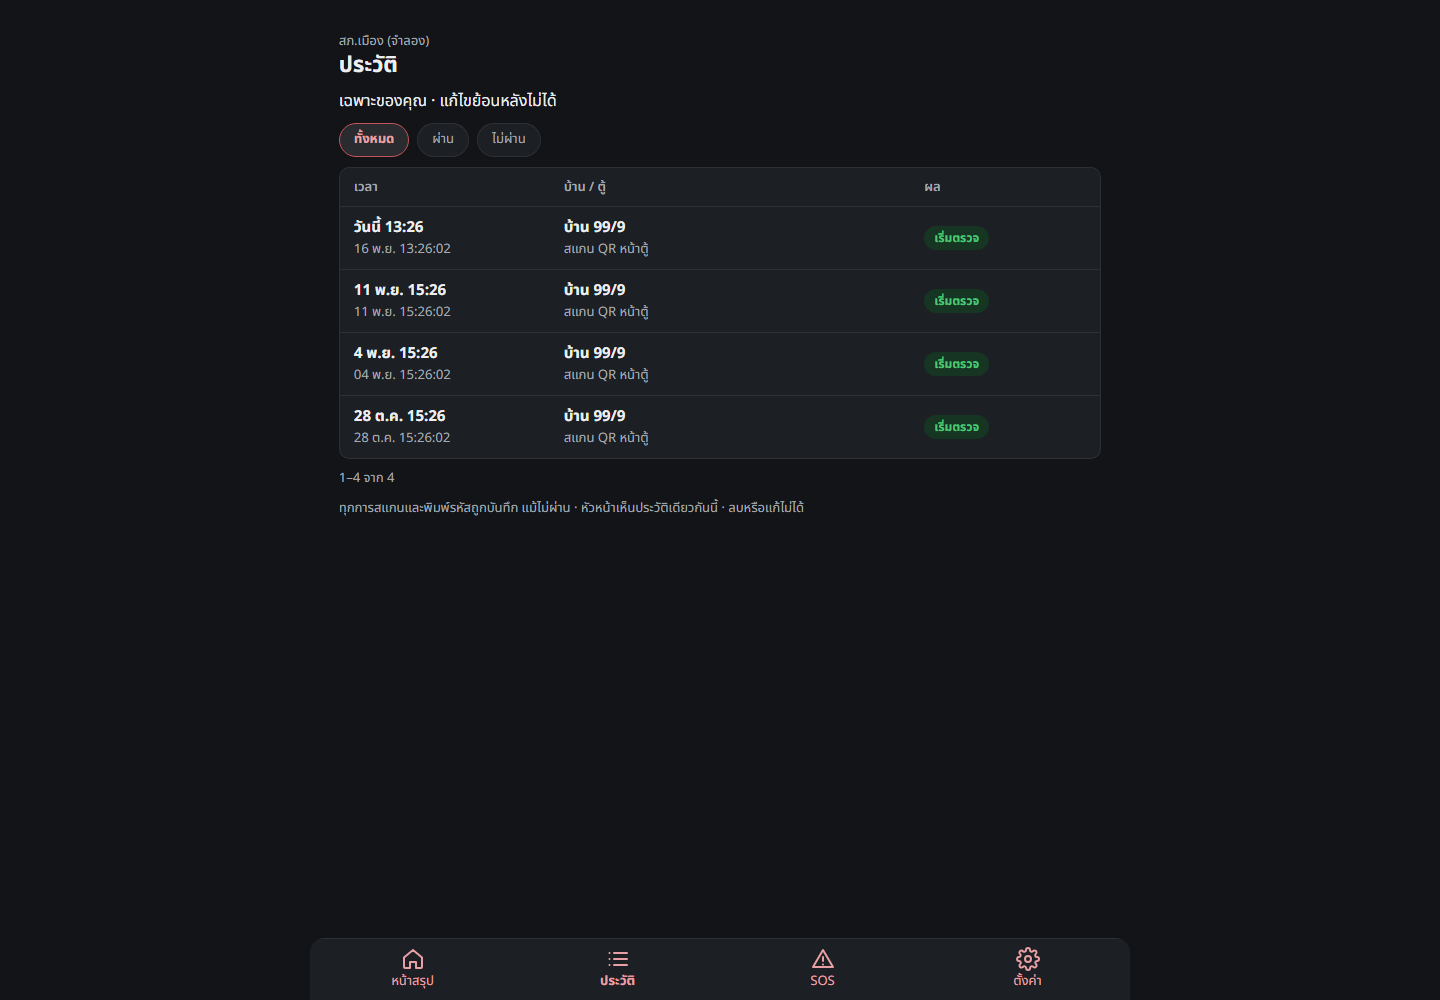 สภ.เมือง (จำลอง)
ประวัติ
เฉพาะของคุณ · แก้ไขย้อนหลังไม่ได้
ทั้งหมด ผ่าน ไม่ผ่าน
เวลา บ้าน / ตู้ ผล
วันนี้ 13:26 บ้าน 99/9
16 พ.ย. 13:26:02 สแกน QR หน้าตู้ เริ่มตรวจ
11 พ.ย. 15:26 บ้าน 99/9
11 พ.ย. 15:26:02 สแกน QR หน้าตู้ เริ่มตรวจ
4 พ.ย. 15:26 บ้าน 99/9
04 พ.ย. 15:26:02 สแกน QR หน้าตู้ เริ่มตรวจ
28 ต.ค. 15:26 บ้าน 99/9
28 ต.ค. 15:26:02 สแกน QR หน้าตู้ เริ่มตรวจ
1–4 จาก 4
ทุกการสแกนและพิมพ์รหัสถูกบันทึก แม้ไม่ผ่าน · หัวหน้าเห็นประวัติเดียวกันนี้ · ลบหรือแก้ไม่ได้
หน้าสรุป ประวัติ SOS ตั้งค่า